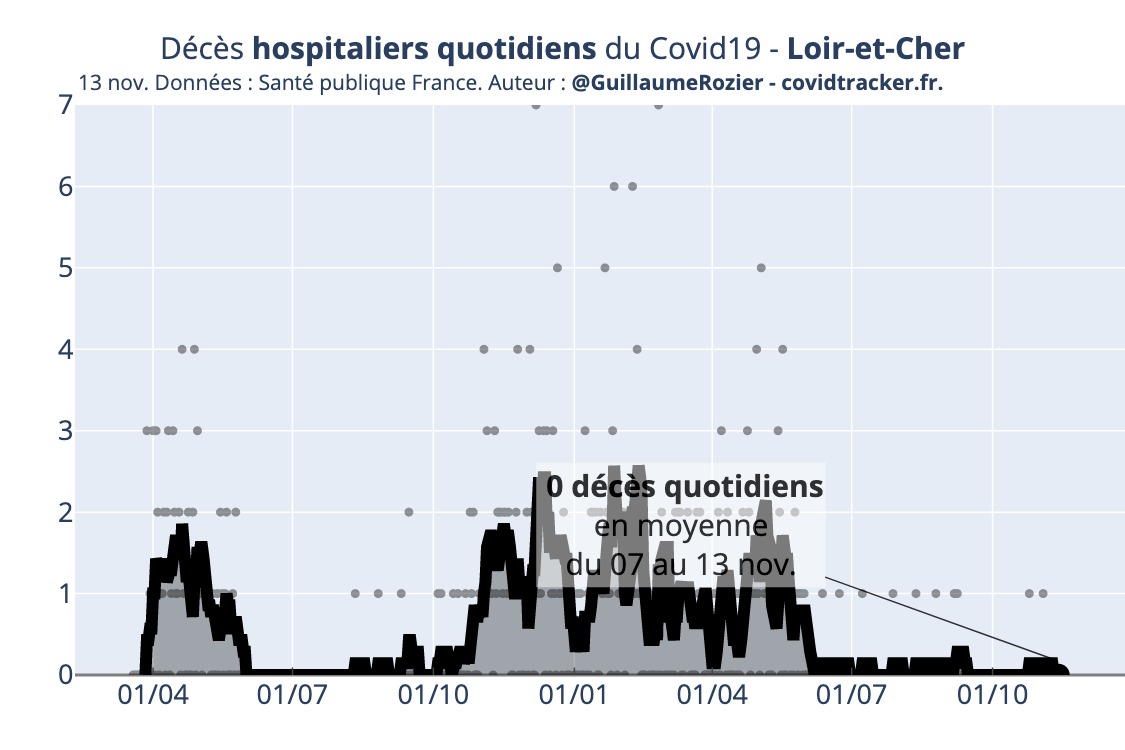 Décès hospitaliers quotidiens du Covid19 - Loir-et-Cher
13 nov. Données : Santé publique France. Auteur : @GuillaumeRozier - covidtracker.fr.
7
6
5
4
3
2
1
0
0 décès quotidiens
en moyenne
du 07 au 13 nov.
01/04 01/07 01/10 01/01 01/04 01/07 01/10